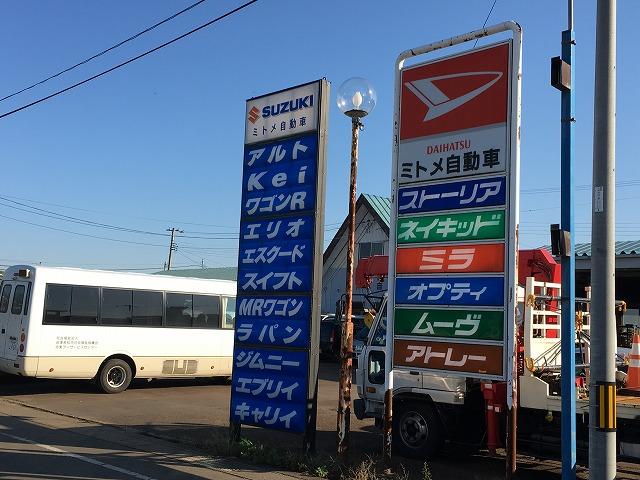 SUZUKI
ミトメ自動車
アルト
Kei
ワゴンR
エリオ
エスクード
スイフト
MRワゴン
ラパン
ジムニー
エブリイ
キャリイ
DAIHATSU
ミトメ自動車
ストーリア
ネイキッド
ミラ
オプティ
ムーヴ
アトレー